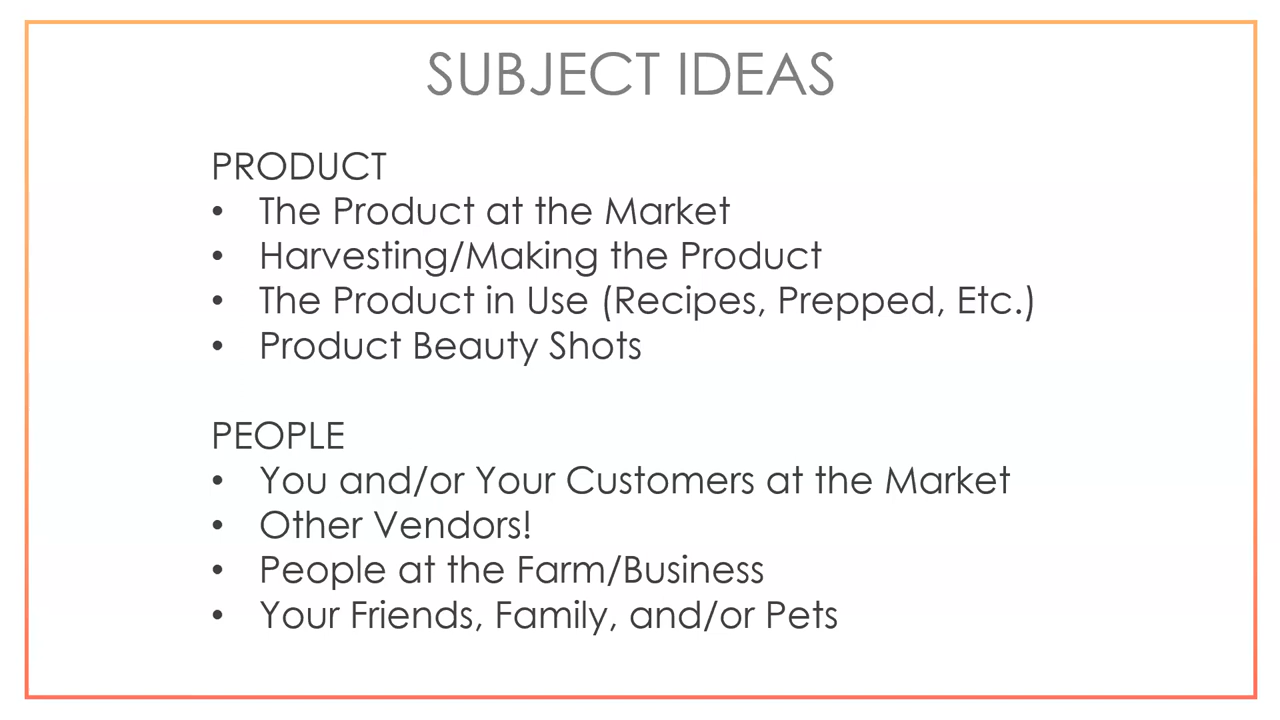 SUBJECT IDEAS
PRODUCT
• The Product at the Market
• Harvesting/Making the Product
• The Product in Use (Recipes, Prepped, Etc.)
• Product Beauty Shots
PEOPLE
• You and/or Your Customers at the Market
• Other Vendors!
• People at the Farm/Business
• Your Friends, Family, and/or Pets